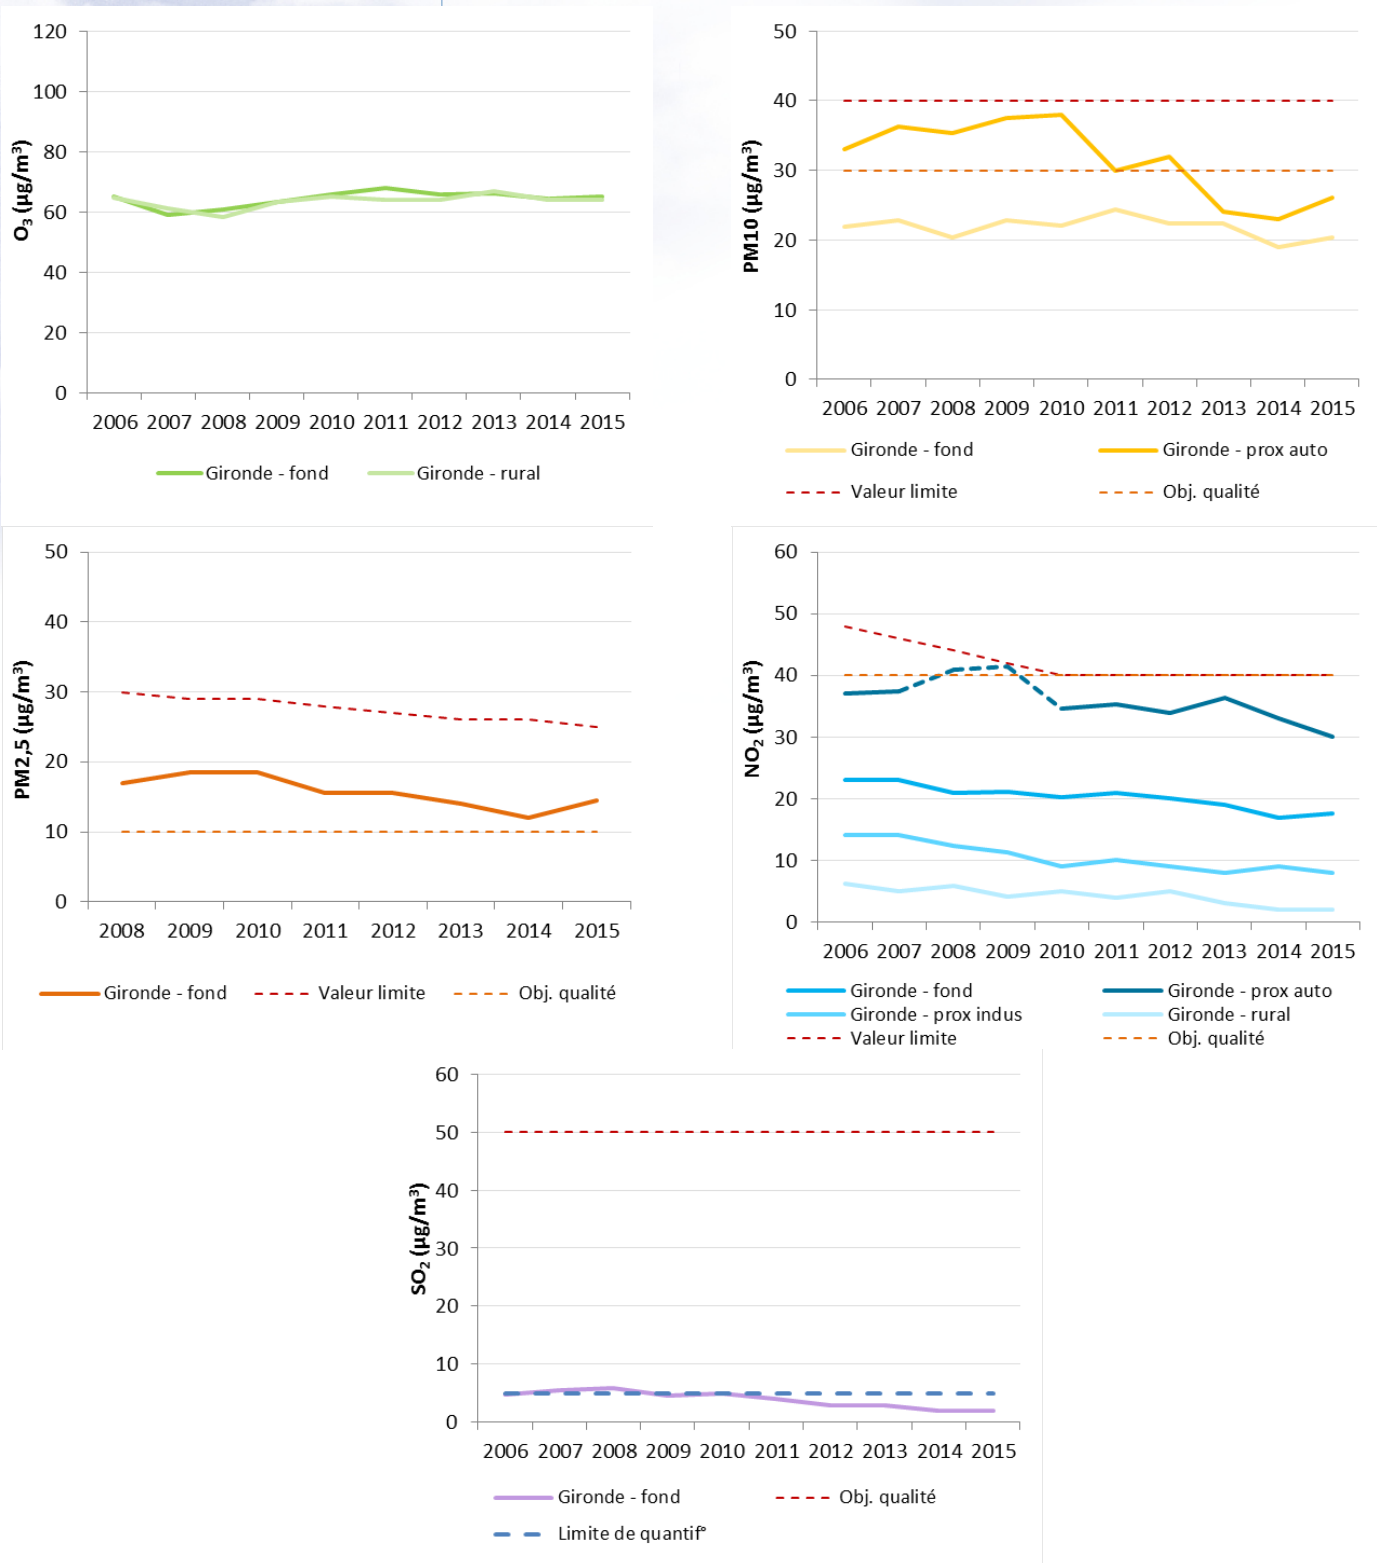 120
100
80
60
40
20
0
O₃ (µg/m³)
2006 2007 2008 2009 2010 2011 2012 2013 2014 2015
Gironde - fond Gironde - rural
50
40
30
20
10
0
PM10 (µg/m³)
2006 2007 2008 2009 2010 2011 2012 2013 2014 2015
Gironde - fond Gironde - prox auto
Valeur limite Obj. qualité
50
40
30
20
10
0
PM2,5 (µg/m³)
2008 2009 2010 2011 2012 2013 2014 2015
Gironde - fond Valeur limite Obj. qualité
60
50
40
30
20
10
0
NO₂ (µg/m³)
2006 2007 2008 2009 2010 2011 2012 2013 2014 2015
Gironde - fond Gironde - prox auto
Gironde - prox indus Gironde - rural
Valeur limite Obj. qualité
60
50
40
30
20
10
0
SO₂ (µg/m³)
2006 2007 2008 2009 2010 2011 2012 2013 2014 2015
Gironde - fond Obj. qualité
Limite de quantif°